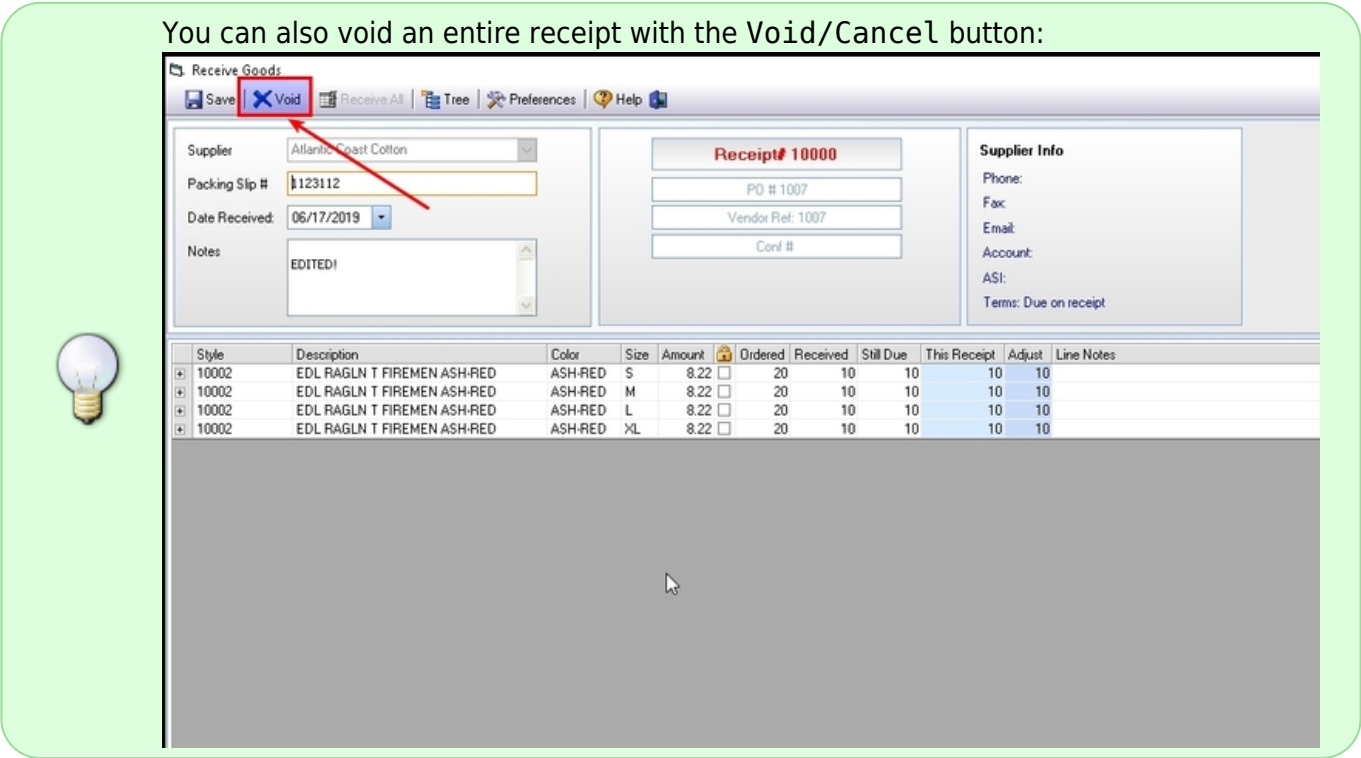 You can also void an entire receipt with the Void/Cancel button:
Receive Goods
Save Void Receive All Tree Preferences Help
Supplier Atlantic Coast Cotton
Packing Slip # 1123112
Date Received: 06/17/2019
Notes EDITED!
Receipt# 10000
PO # 1007
Vendor Ref: 1007
Conf #
Supplier Info
Phone:
Fax:
Email:
Account:
ASI:
Terms: Due on receipt
Style Description Color Size Amount Ordered Received Still Due This Receipt Adjust Line Notes
10002 EDL RAGLN T FIREMEN ASH-RED ASH-RED S 8.22 20 10 10 10 10
10002 EDL RAGLN T FIREMEN ASH-RED ASH-RED M 8.22 20 10 10 10 10
10002 EDL RAGLN T FIREMEN ASH-RED ASH-RED L 8.22 20 10 10 10 10
10002 EDL RAGLN T FIREMEN ASH-RED ASH-RED XL 8.22 20 10 10 10 10